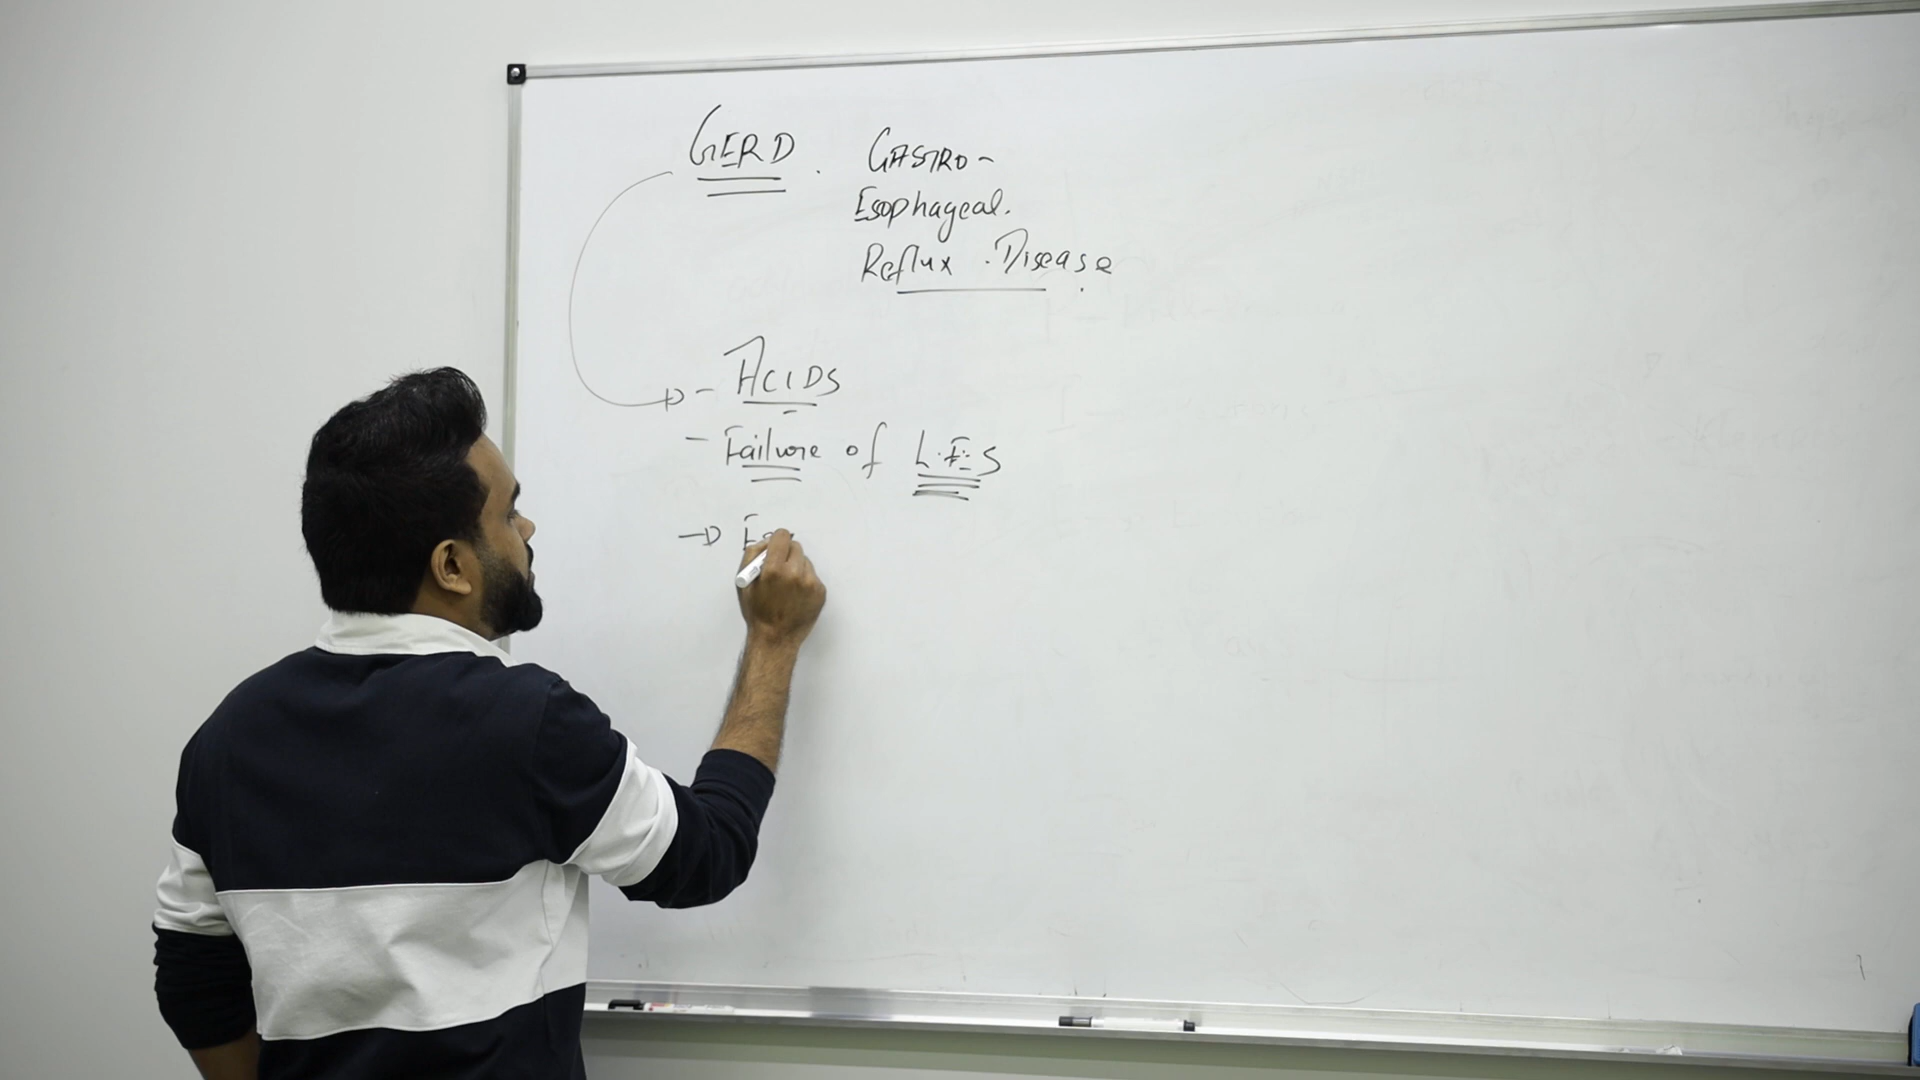 GERD. GASTRO-
Esophageal.
Reflux. Disease
- ACIDS
- Failure of L.E.S